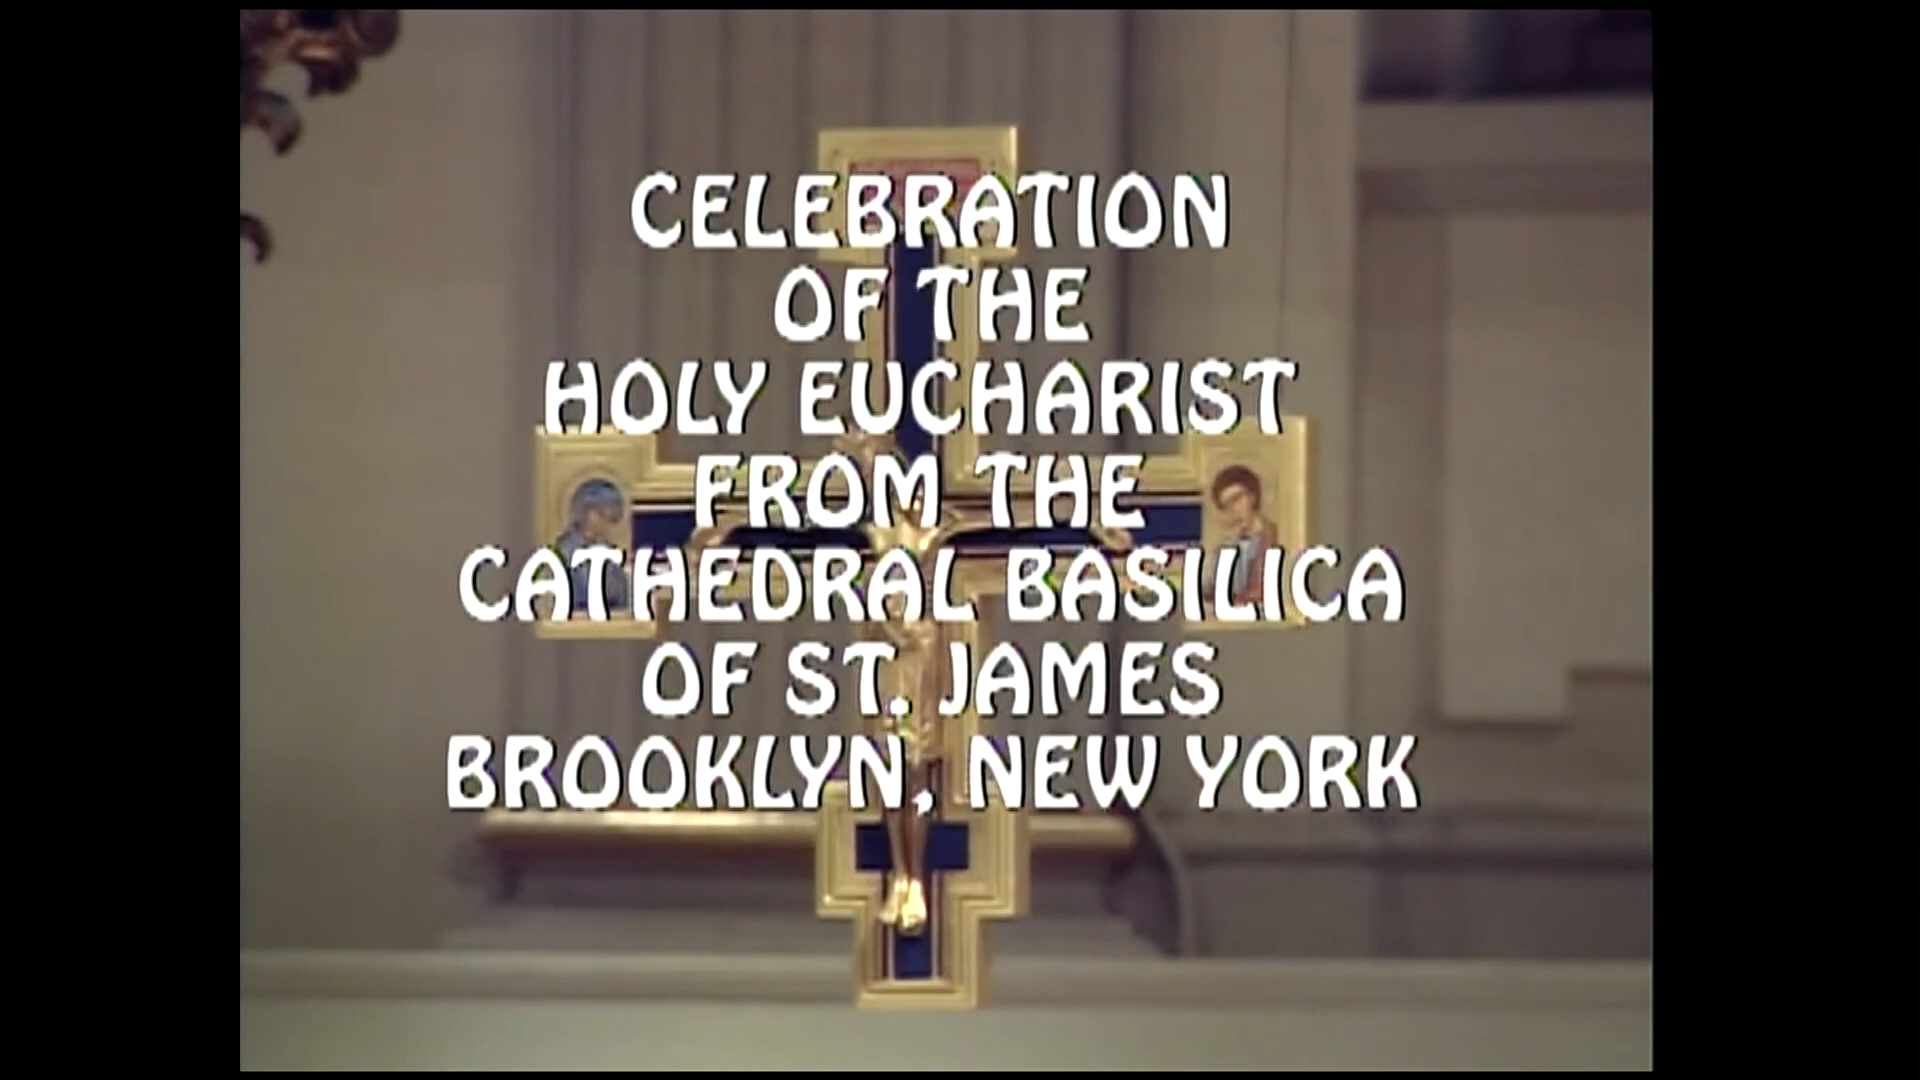 CELEBRATION
OF THE
HOLY EUCHARIST
FROM THE
CATHEDRAL BASILICA
OF ST. JAMES
BROOKLYN, NEW YORK